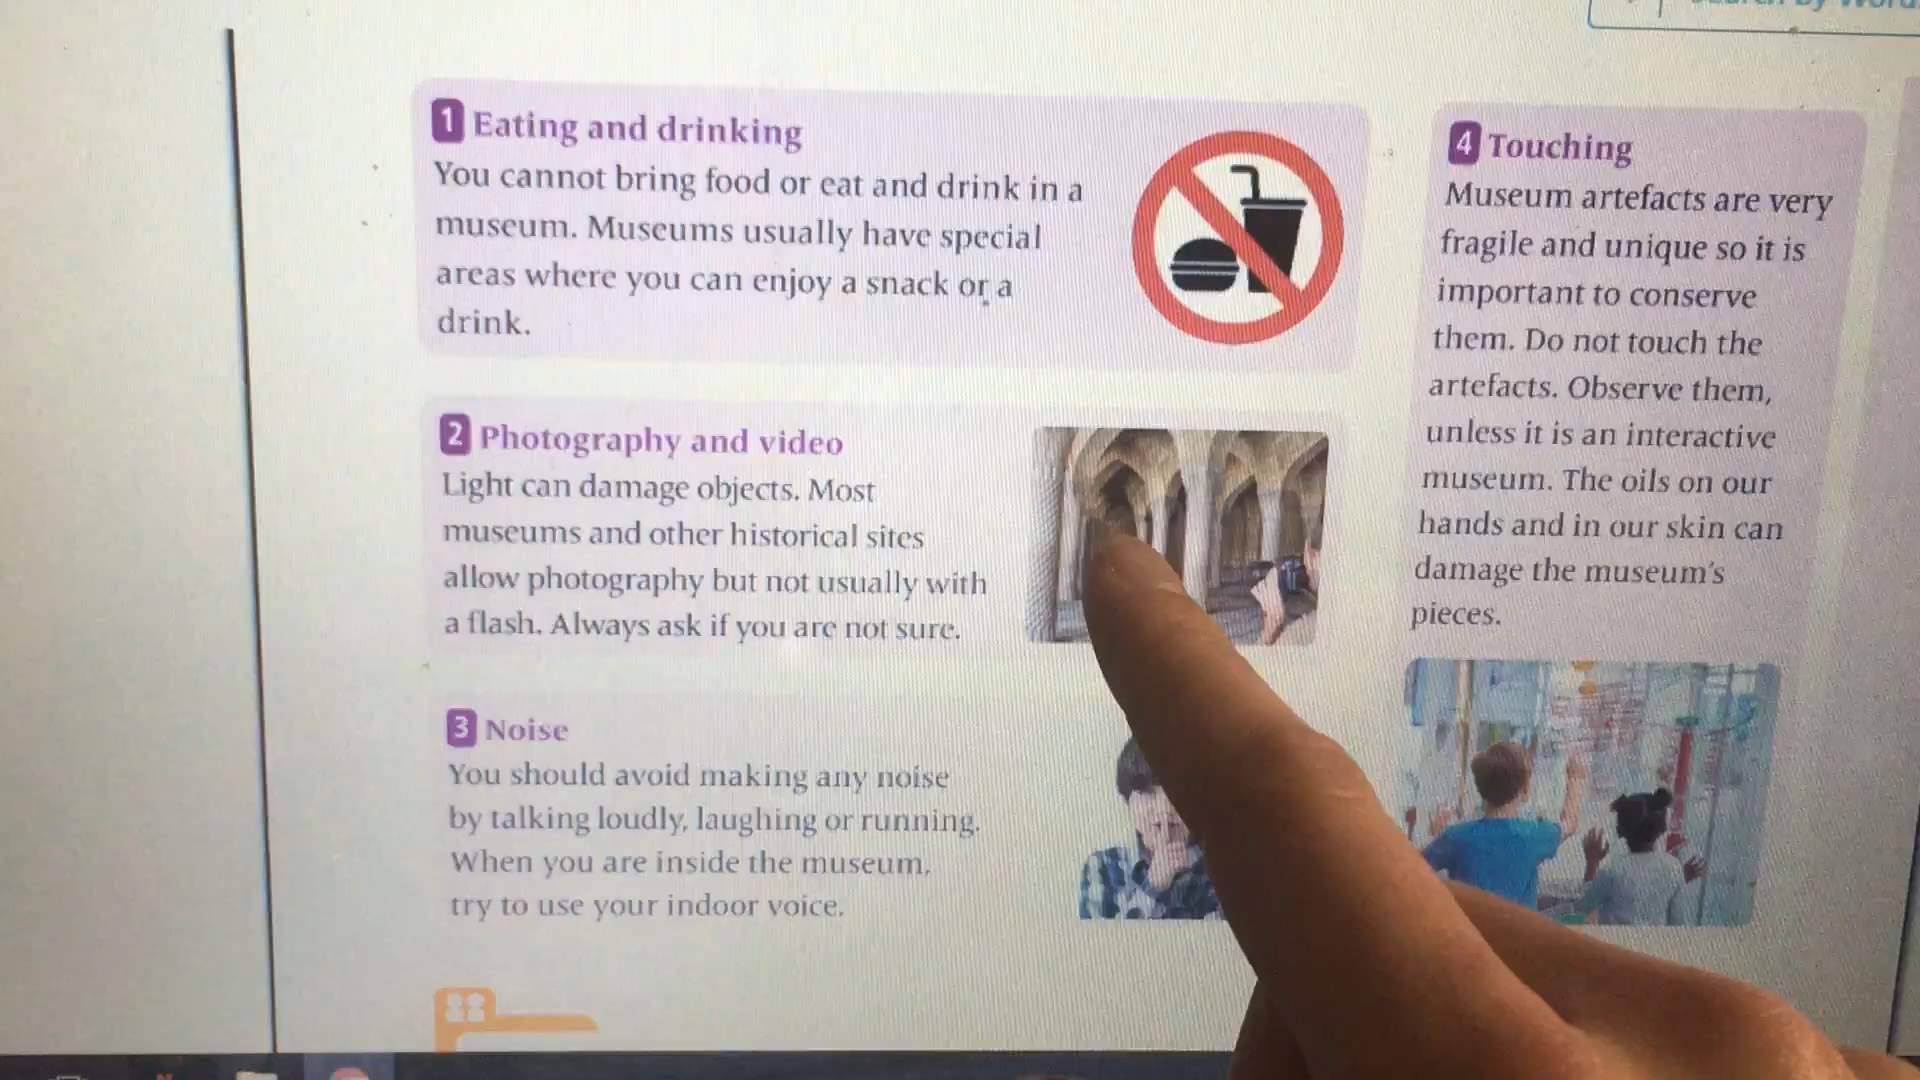 1 Eating and drinking
You cannot bring food or eat and drink in a
museum. Museums usually have special
areas where you can enjoy a snack or a
drink.
2 Photography and video
Light can damage objects. Most
museums and other historical sites
allow photography but not usually with
a flash. Always ask if you are not sure.
3 Noise
You should avoid making any noise
by talking loudly, laughing or running.
When you are inside the museum,
try to use your indoor voice.
4 Touching
Museum artefacts are very
fragile and unique so it is
important to conserve
them. Do not touch the
artefacts. Observe them,
unless it is an interactive
museum. The oils on our
hands and in our skin can
damage the museum's
pieces.